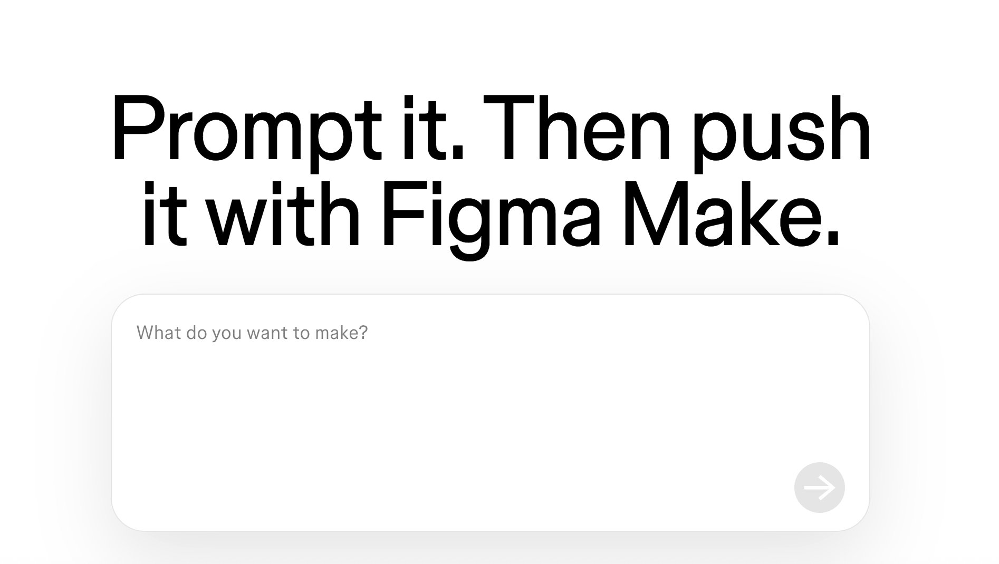 Prompt it. Then push
it with Figma Make.
What do you want to make?